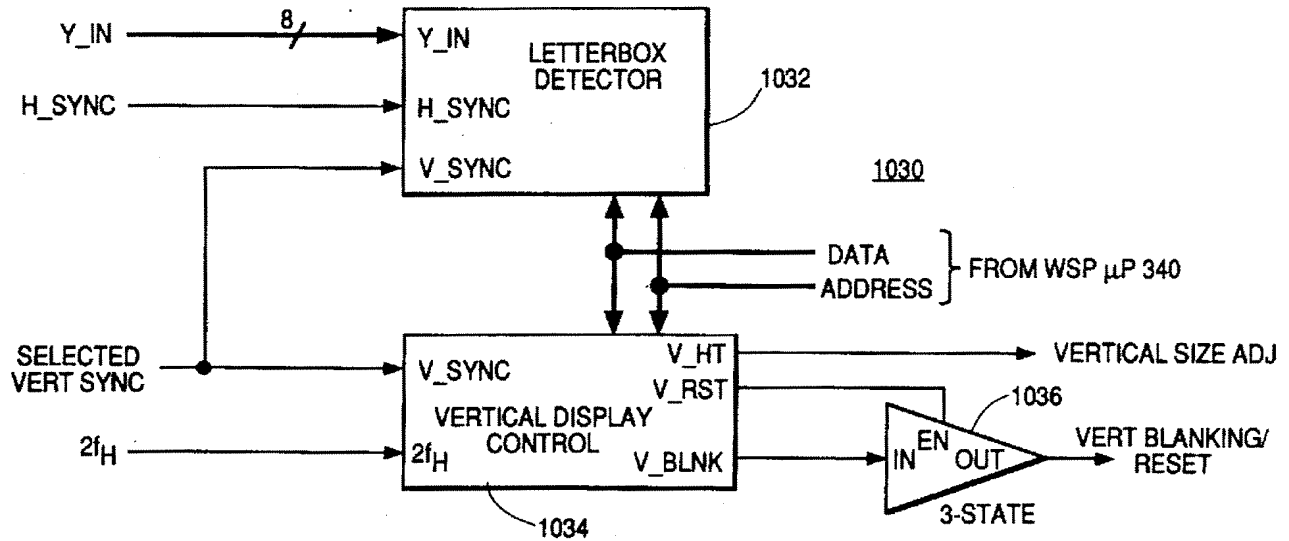 Y_IN
8
Y_IN
LETTERBOX
DETECTOR
1032
H_SYNC
H_SYNC
V_SYNC
1030
DATA
ADDRESS
FROM WSP μP 340
SELECTED
VERT SYNC
V_SYNC
V_HT
VERTICAL SIZE ADJ
V_RST
1036
VERTICAL DISPLAY
CONTROL
2fH
2fH
V_BLNK
IN
EN
OUT
VERT BLANKING/
RESET
3-STATE
1034